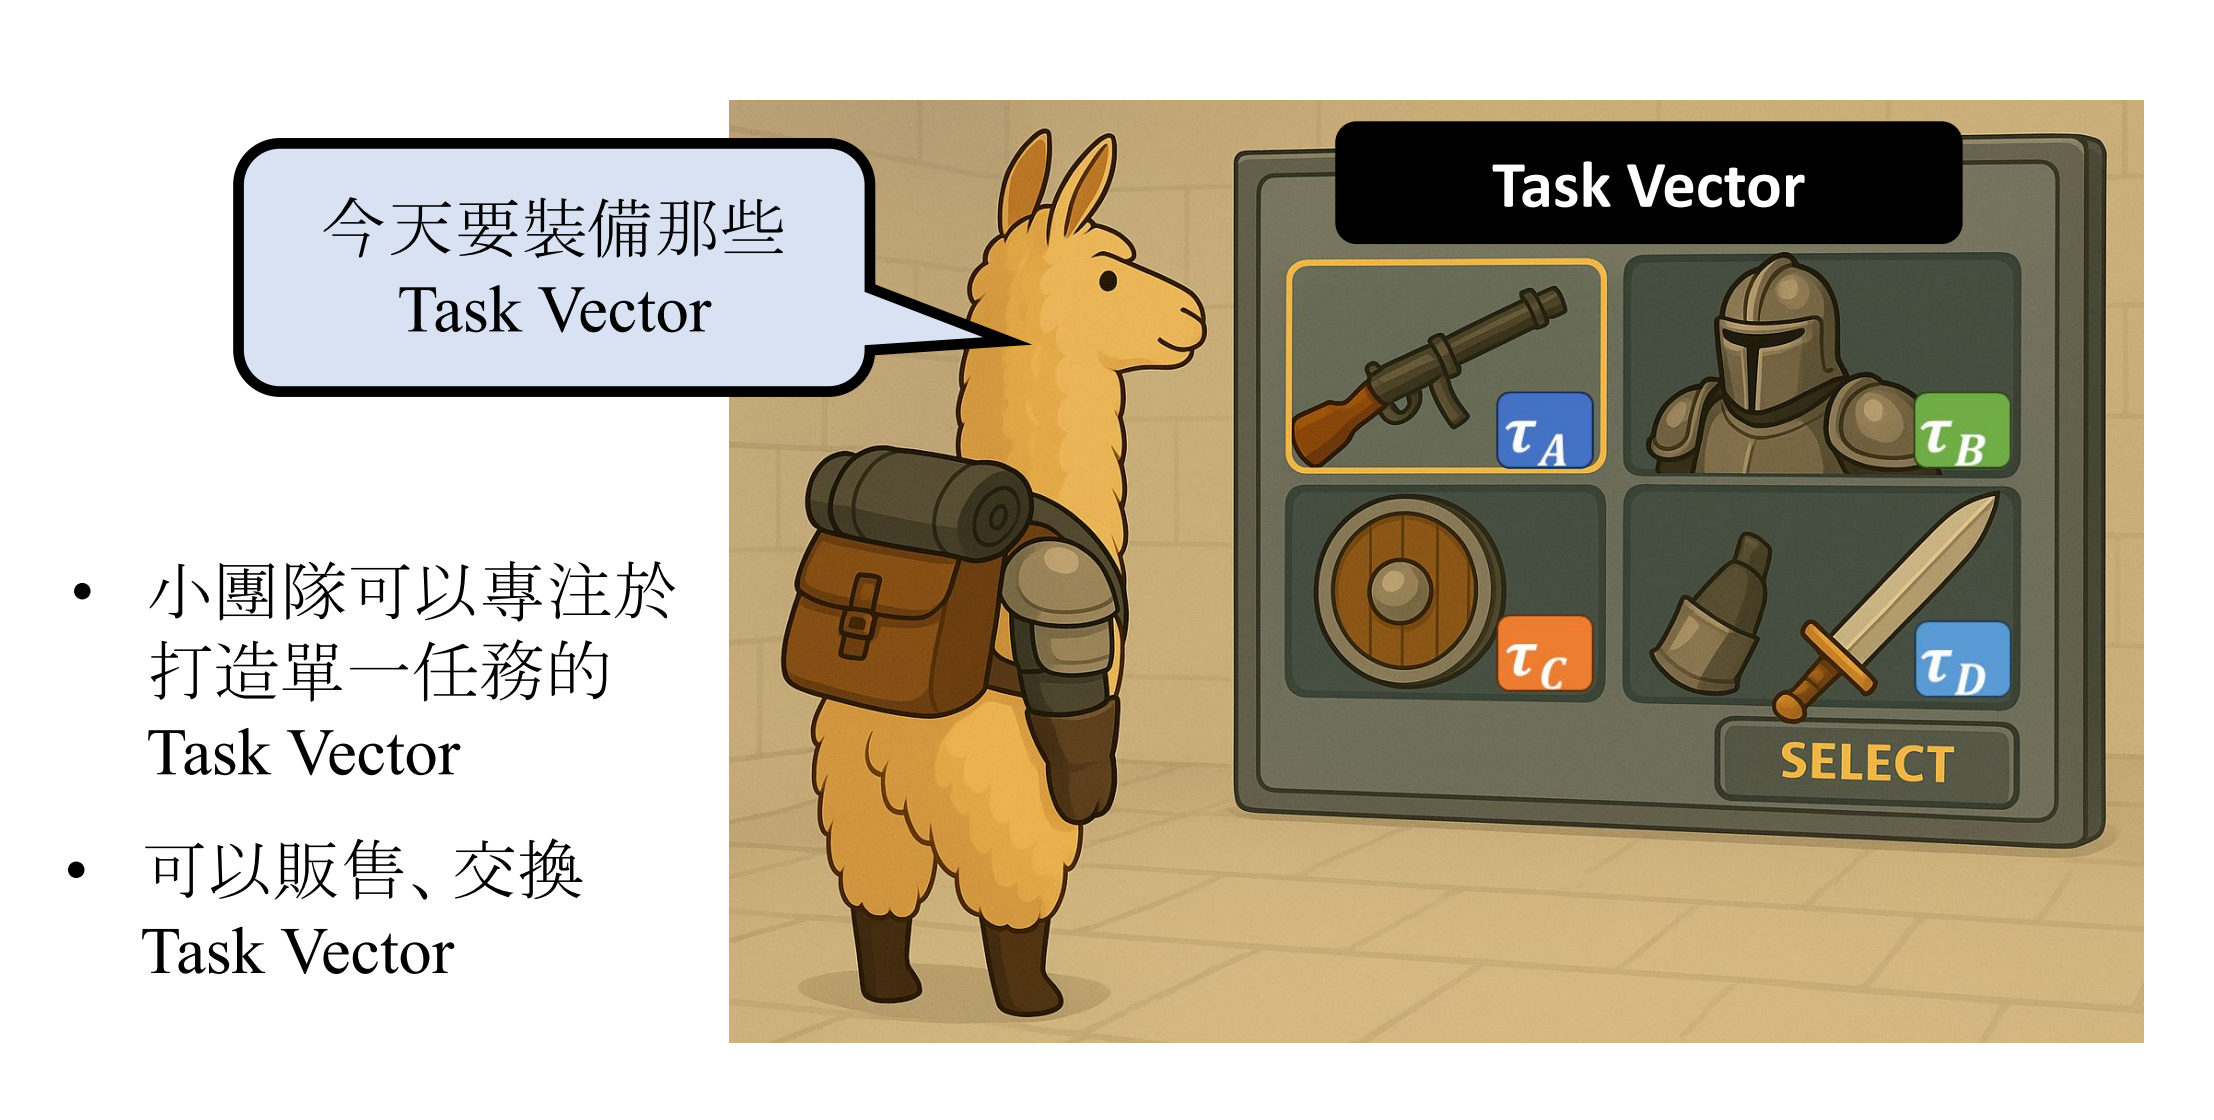 今天要裝備那些
Task Vector
Task Vector
τA
τB
τC
τD
SELECT
• 小團隊可以專注於
打造單一任務的
Task Vector
• 可以販售、交換
Task Vector